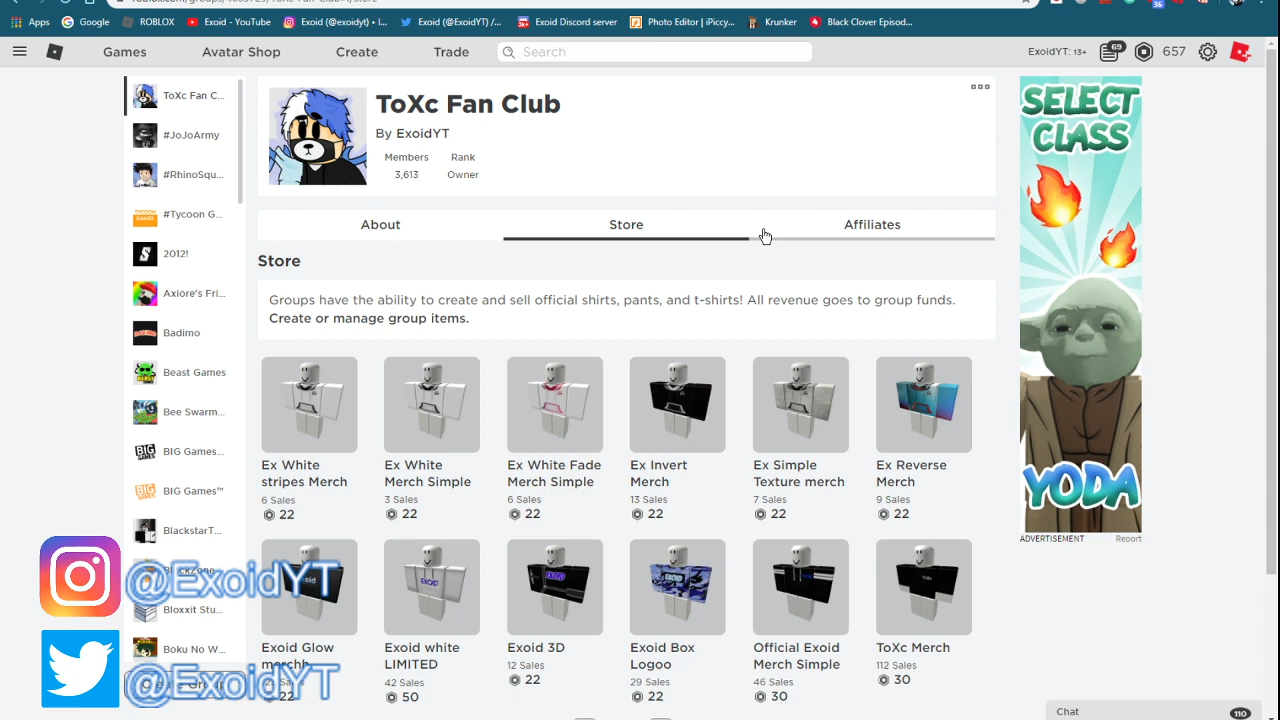 Apps
Google
ROBLOX
Exoid - YouTube
Exoid (@exoidyt) • I...
Exoid (@ExoidYT) /...
Exoid Discord server
Photo Editor | iPiccy...
Krunker
Black Clover Episod...
Games
Avatar Shop
Create
Trade
Search
ExoidYT: 13+
69
657
ToXc Fan C...
#JoJoArmy
#RhinoSqu...
#Tycoon G...
2012!
Axiore's Fri...
Badimo
Beast Games
Bee Swarm...
BIG Games...
BIG Games™
BlackstarT...
Bloxxit Stu...
Boku No W...
ToXc Fan Club
By ExoidYT
Members
Rank
3,613
Owner
About
Store
Affiliates
Store
Groups have the ability to create and sell official shirts, pants, and t-shirts! All revenue goes to group funds.
Create or manage group items.
Ex White
stripes Merch
6 Sales
22
Ex White
Merch Simple
3 Sales
22
Ex White Fade
Merch Simple
6 Sales
22
Ex Invert
Merch
13 Sales
22
Ex Simple
Texture merch
7 Sales
22
Ex Reverse
Merch
9 Sales
22
Exoid Glow
merchh
22
Exoid white
LIMITED
42 Sales
50
Exoid 3D
12 Sales
22
Exoid Box
Logoo
29 Sales
22
Official Exoid
Merch Simple
46 Sales
30
ToXc Merch
112 Sales
30
SELECT
CLASS
YODA
ADVERTISEMENT
Report
@ExoidYT
@ExoidYT
Chat
110